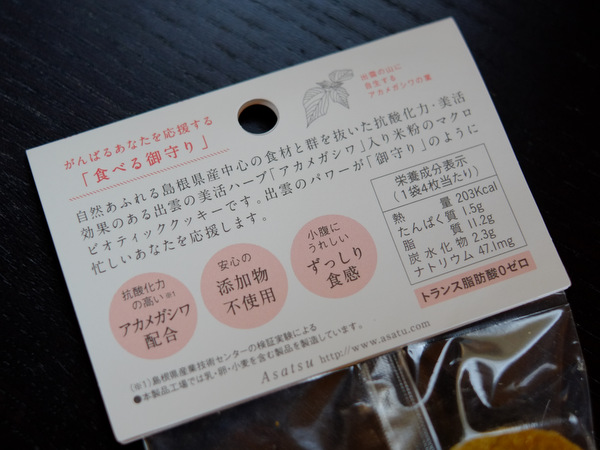 がんばるあなたを応援する
「食べる御守り」
出雲の山に
自生する
アカメガシワの葉
自然あふれる島根県産中心の食材と群を抜いた抗酸化力・美活
効果のある出雲の美活ハーブ「アカメガシワ」入り米粉のマクロ
ビオティッククッキーです。出雲のパワーが「御守り」のように
忙しいあなたを応援します。
抗酸化力
の高い※1
アカメガシワ
配合
安心の
添加物
不使用
小腹に
うれしい
ずっしり
食感
栄養成分表示
(1袋4枚当たり)
熱量 203Kcal
たんぱく質 1.5g
脂質 11.2g
炭水化物 2.3g
ナトリウム 47.1mg
トランス脂肪酸0ゼロ
(※1)島根県産業技術センターの検証実験による
●本製品工場では乳・卵・小麦を含む製品を製造しています。
Asatsu http://www.asatu.com